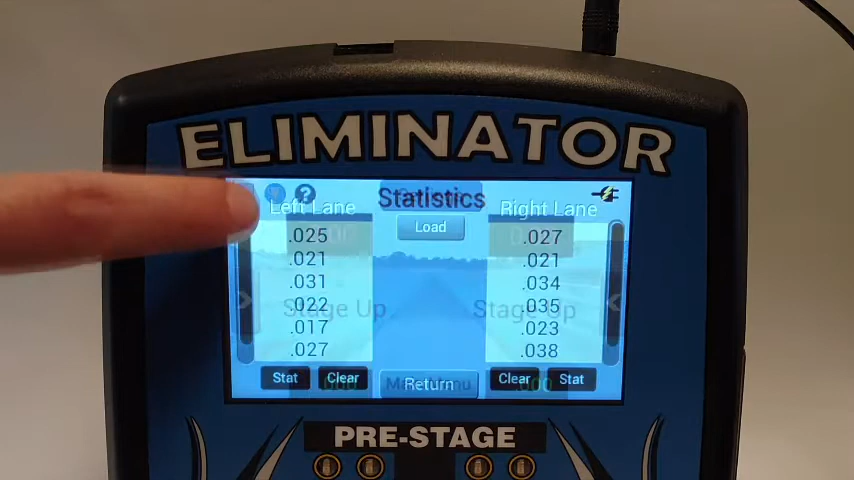 ELIMINATOR
?
Statistics
Left Lane
Right Lane
Load
.025
.027
.021
.021
.031
.034
.022
.035
Stage Up
Stage Up
.017
.023
.027
.038
Stat
Clear
Return
Main Menu
Clear
Stat
PRE-STAGE